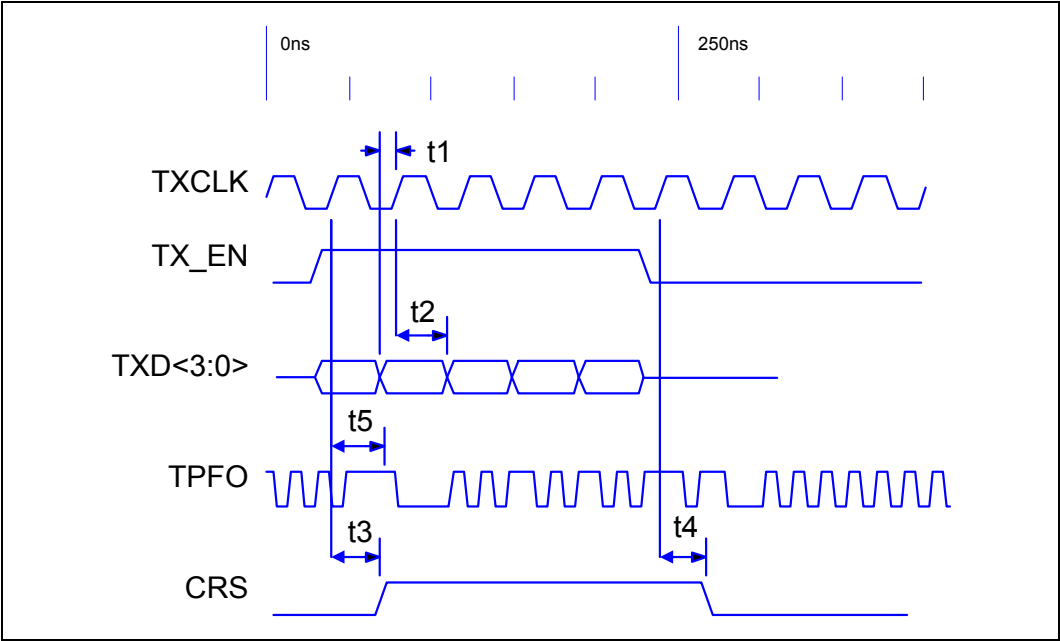 0ns 250ns
t1
TXCLK
TX_EN
t2
TXD<3:0>
t5
TPFO
t3 t4
CRS